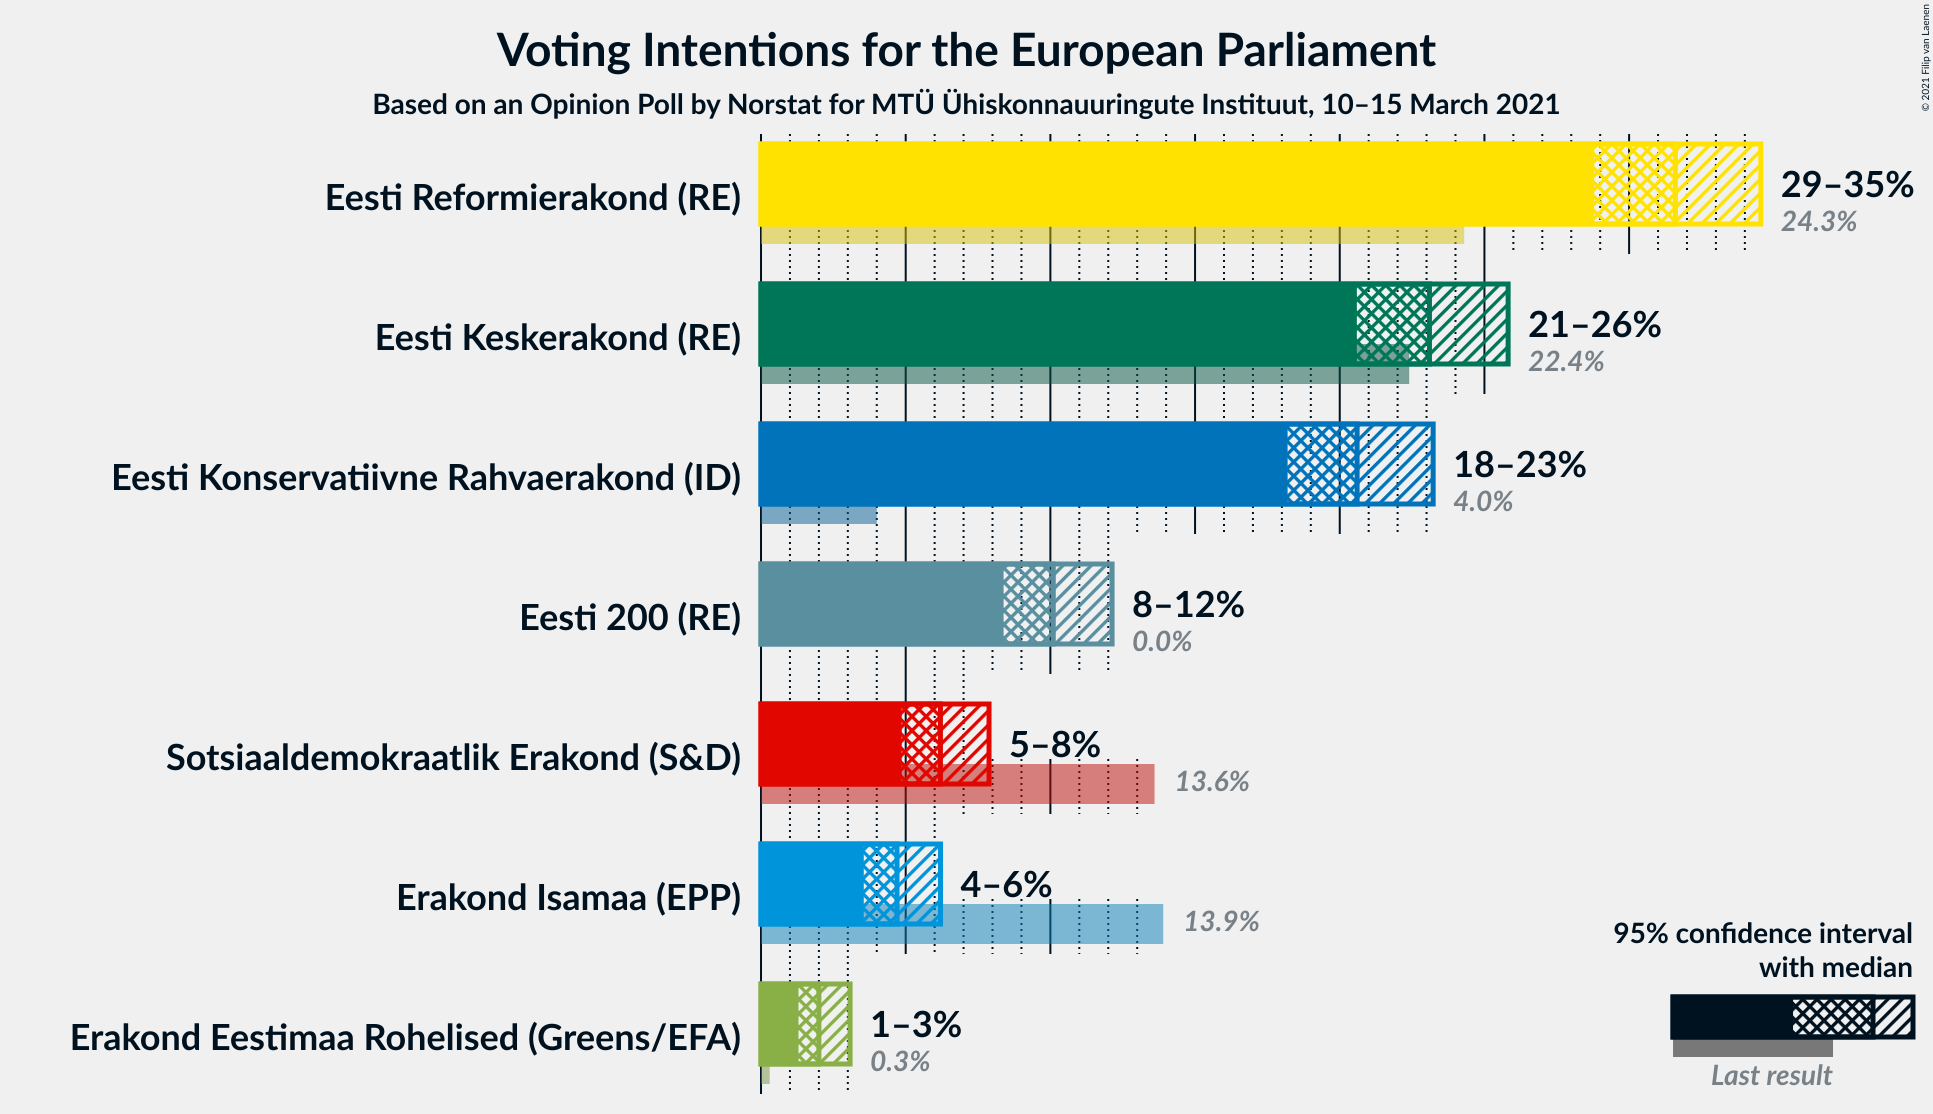 Voting Intentions for the European Parliament
Based on an Opinion Poll by Norstat for MTÜ Ühiskonnauuringute Instituut, 10–15 March 2021
© 2021 Filip van Laenen
Eesti Reformierakond (RE)
29–35%
24.3%
Eesti Keskerakond (RE)
21–26%
22.4%
Eesti Konservatiivne Rahvaerakond (ID)
18–23%
4.0%
Eesti 200 (RE)
8–12%
0.0%
Sotsiaaldemokraatlik Erakond (S&D)
5–8%
13.6%
Erakond Isamaa (EPP)
4–6%
13.9%
Erakond Eestimaa Rohelised (Greens/EFA)
1–3%
0.3%
95% confidence interval
with median
Last result